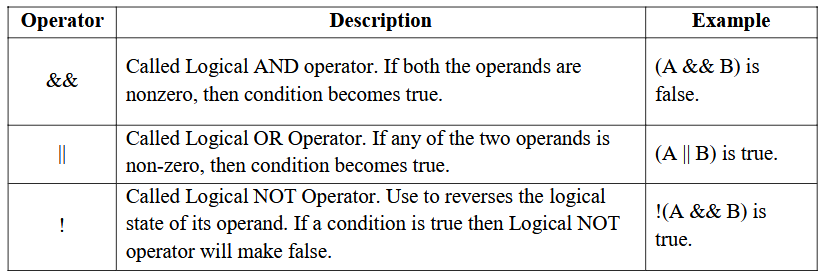 Operator Description Example
&& Called Logical AND operator. If both the operands are
nonzero, then condition becomes true.
(A && B) is
false.
|| Called Logical OR Operator. If any of the two operands is
non-zero, then condition becomes true.
(A || B) is true.
! Called Logical NOT Operator. Use to reverses the logical
state of its operand. If a condition is true then Logical NOT
operator will make false.
!(A && B) is
true.